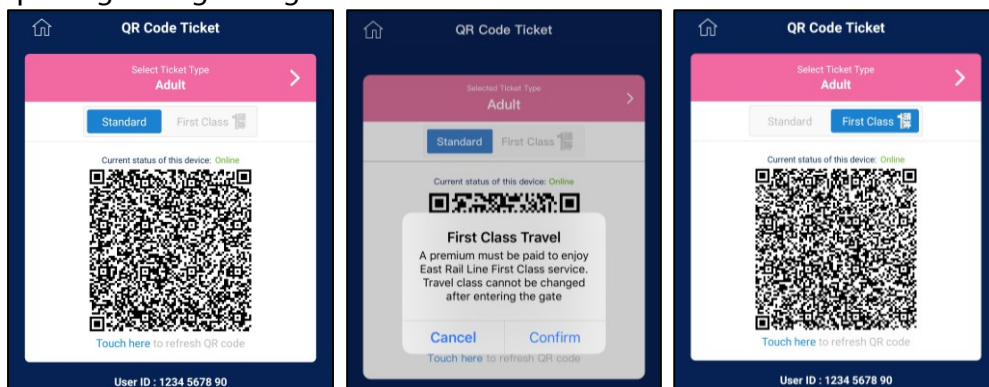 QR Code Ticket
Select Ticket Type
Adult
Standard First Class
Current status of this device: Online
Touch here to refresh QR code
User ID : 1234 5678 90
QR Code Ticket
Selected Ticket Type
Adult
Standard First Class
Current status of this device: Online
First Class Travel
A premium must be paid to enjoy
East Rail Line First Class service.
Travel class cannot be changed
after entering the gate
Cancel Confirm
Touch here to refresh QR code
QR Code Ticket
Select Ticket Type
Adult
Standard First Class
Current status of this device: Online
Touch here to refresh QR code
User ID : 1234 5678 90